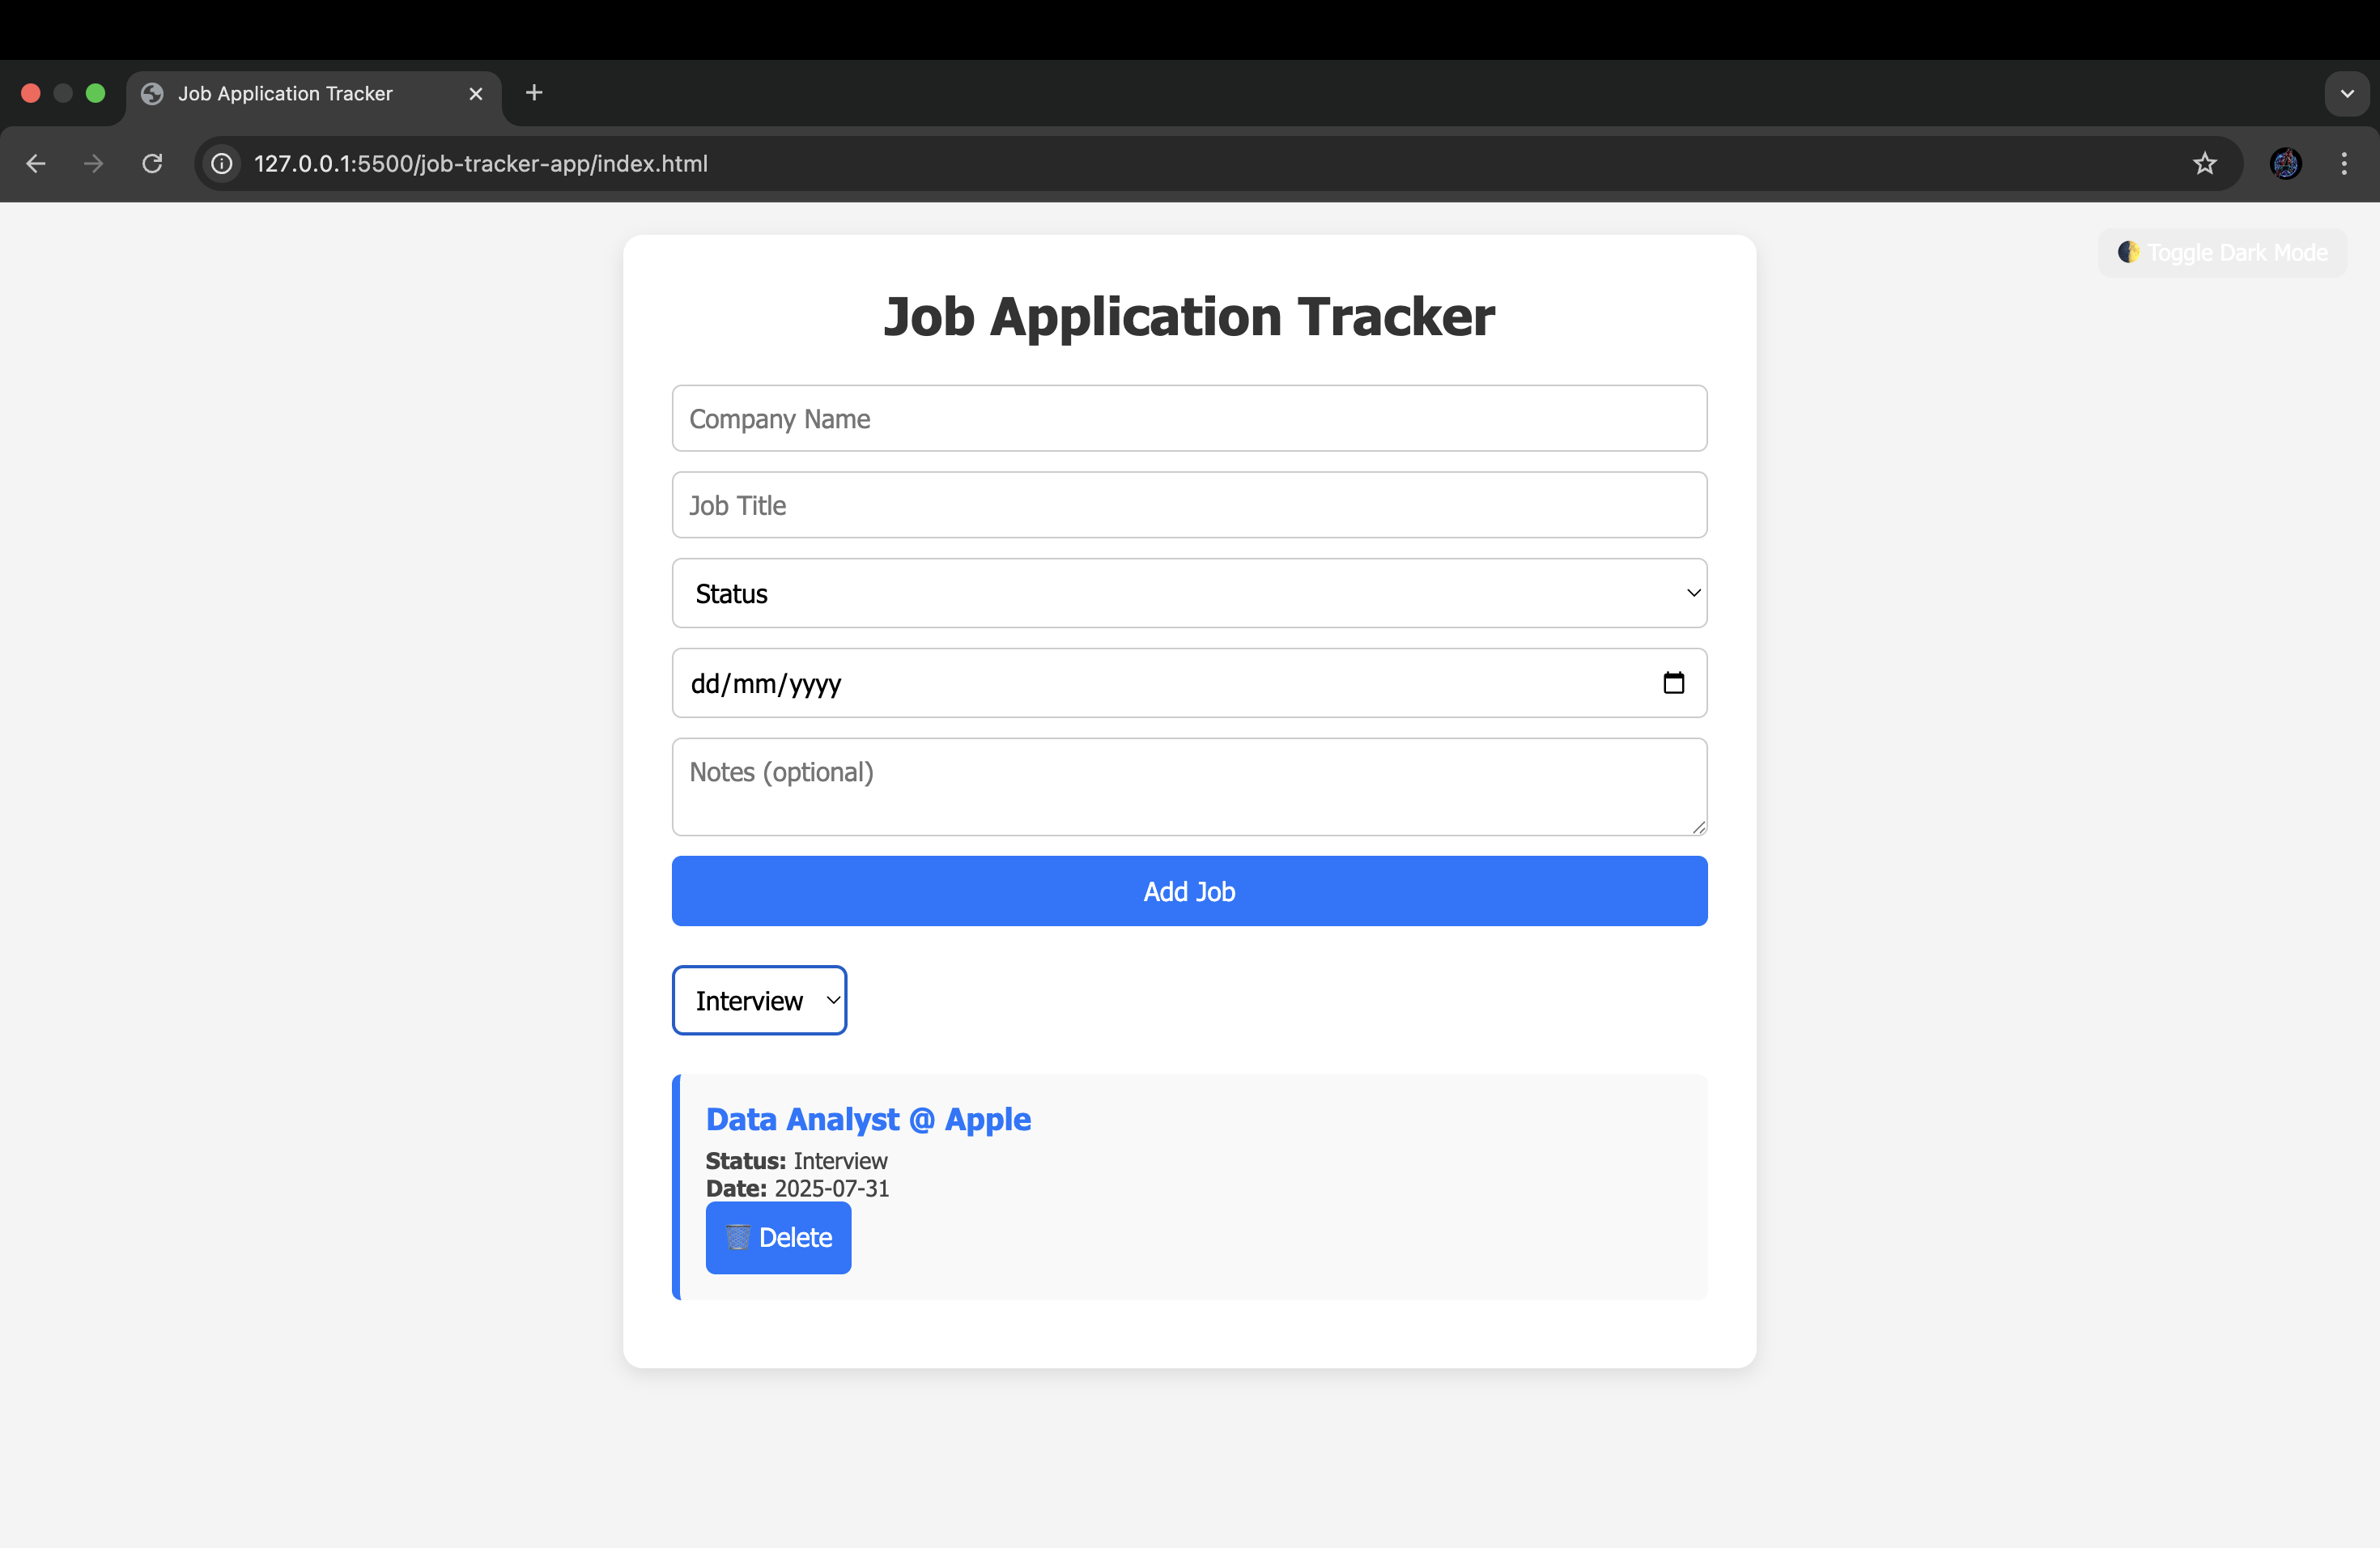 Job Application Tracker
127.0.0.1:5500/job-tracker-app/index.html
🌓 Toggle Dark Mode
Job Application Tracker
Company Name
Job Title
Status
dd/mm/yyyy
Notes (optional)
Add Job
Interview
Data Analyst @ Apple
Status: Interview
Date: 2025-07-31
🗑️ Delete